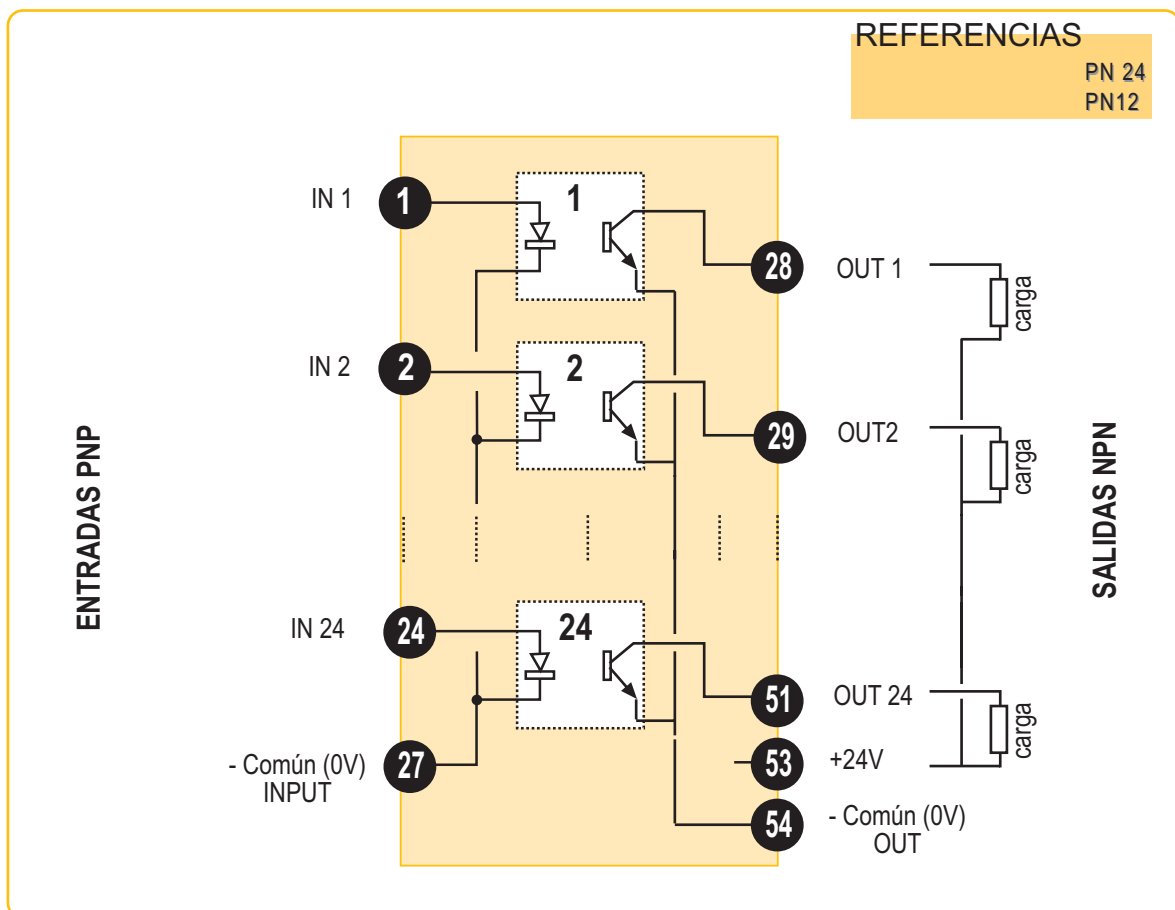 REFERENCIAS
PN 24
PN12
IN 1
1
1
28
OUT 1
carga
IN 2
2
2
29
OUT2
carga
ENTRADAS PNP
SALIDAS NPN
IN 24
24
24
51
OUT 24
carga
- Común (0V)
INPUT
27
53
+24V
54
- Común (0V)
OUT